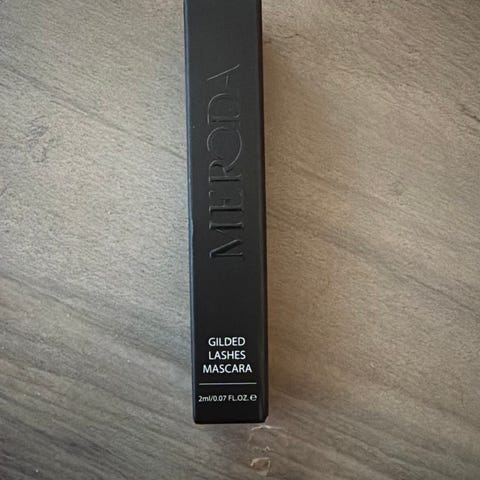 MERODA
GILDED
LASHES
MASCARA
2ml/0.07 FL.OZ.℮